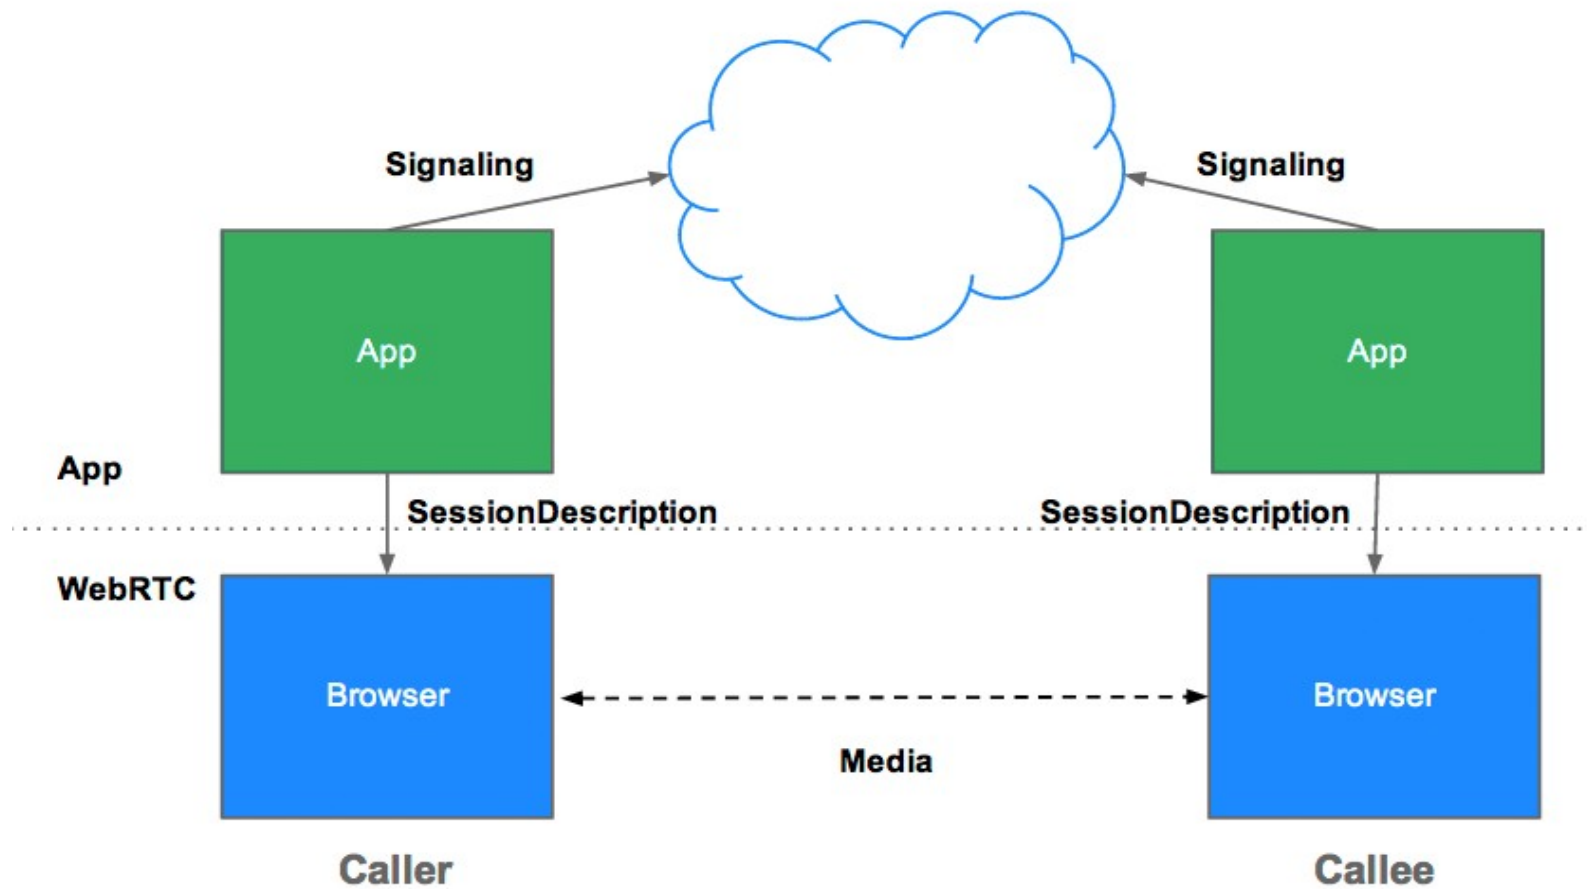 Signaling
Signaling
App
App
App
SessionDescription
SessionDescription
WebRTC
Browser
Browser
Media
Caller
Callee